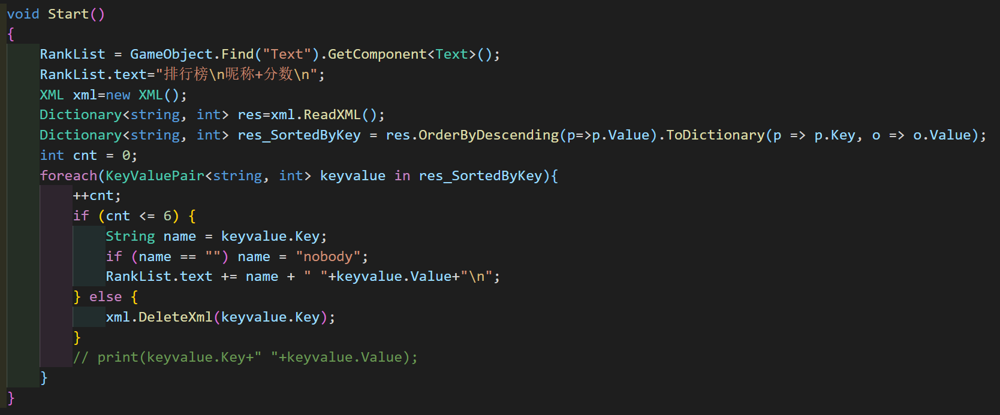 void Start()
{
    RankList = GameObject.Find("Text").GetComponent<Text>();
    RankList.text="排行榜\n昵称+分数\n";
    XML xml=new XML();
    Dictionary<string, int> res=xml.ReadXML();
    Dictionary<string, int> res_SortedByKey = res.OrderByDescending(p=>p.Value).ToDictionary(p => p.Key, o => o.Value);
    int cnt = 0;
    foreach(KeyValuePair<string, int> keyvalue in res_SortedByKey){
        ++cnt;
        if (cnt <= 6) {
            String name = keyvalue.Key;
            if (name == "") name = "nobody";
            RankList.text += name + " "+keyvalue.Value+"\n";
        } else {
            xml.DeleteXml(keyvalue.Key);
        }
        // print(keyvalue.Key+" "+keyvalue.Value);
    }
}